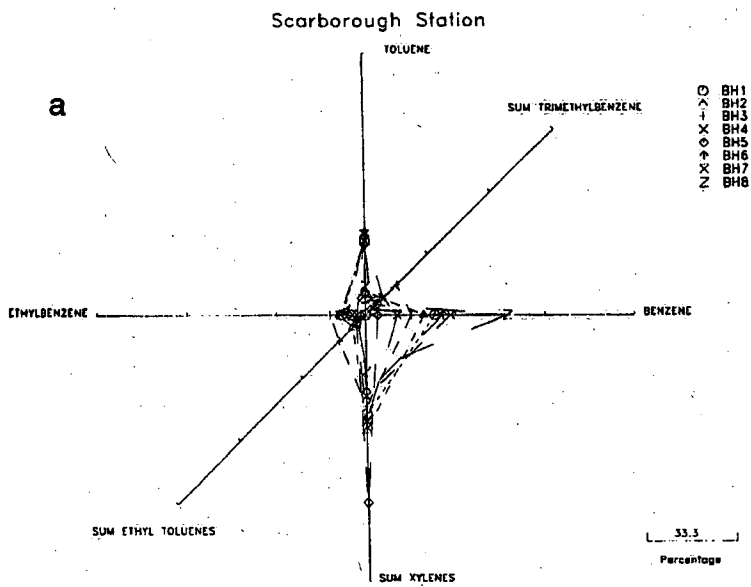 Scarborough Station
TOLUENE
a
SUM TRIMETHYLBENZENE
BH1
BH2
BH3
BH4
BH5
BH6
BH7
BH8
ETHYLBENZENE
BENZENE
SUM ETHYL TOLUENES
SUM XYLENES
33.3
Percentage